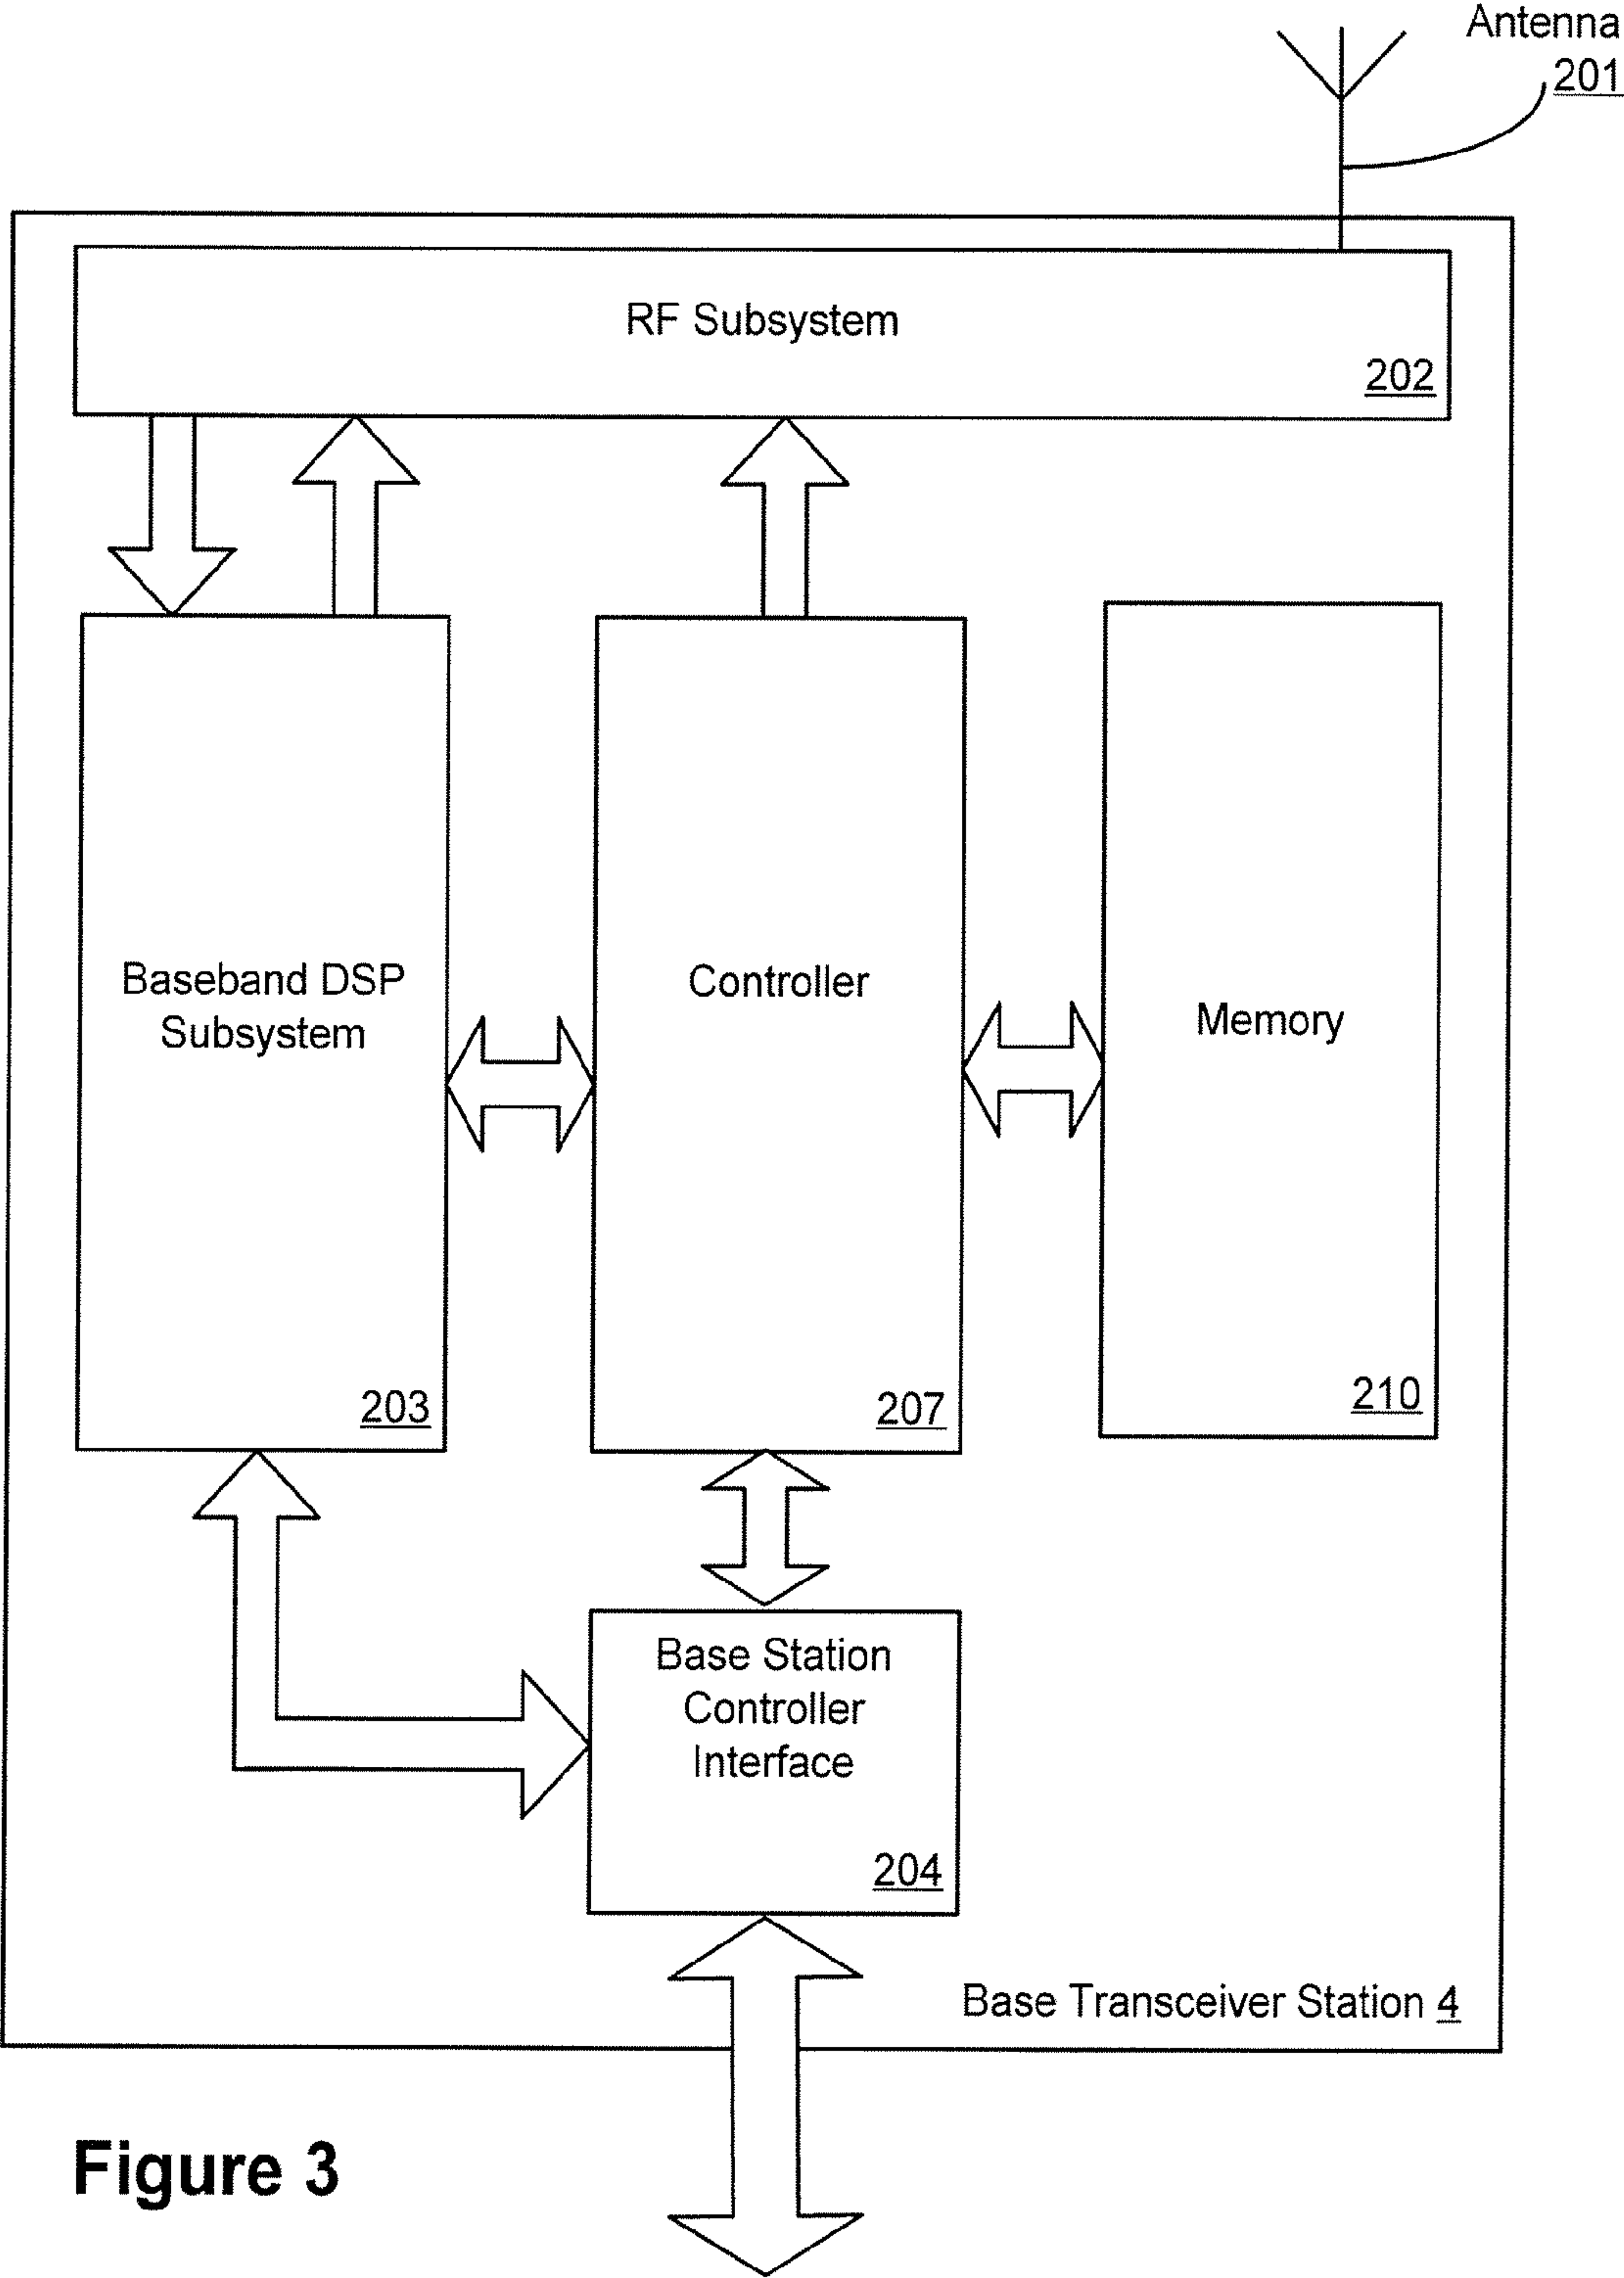 Antenna
201
RF Subsystem
202
Baseband DSP
Subsystem
203
Controller
207
Memory
210
Base Station
Controller
Interface
204
Base Transceiver Station 4
Figure 3